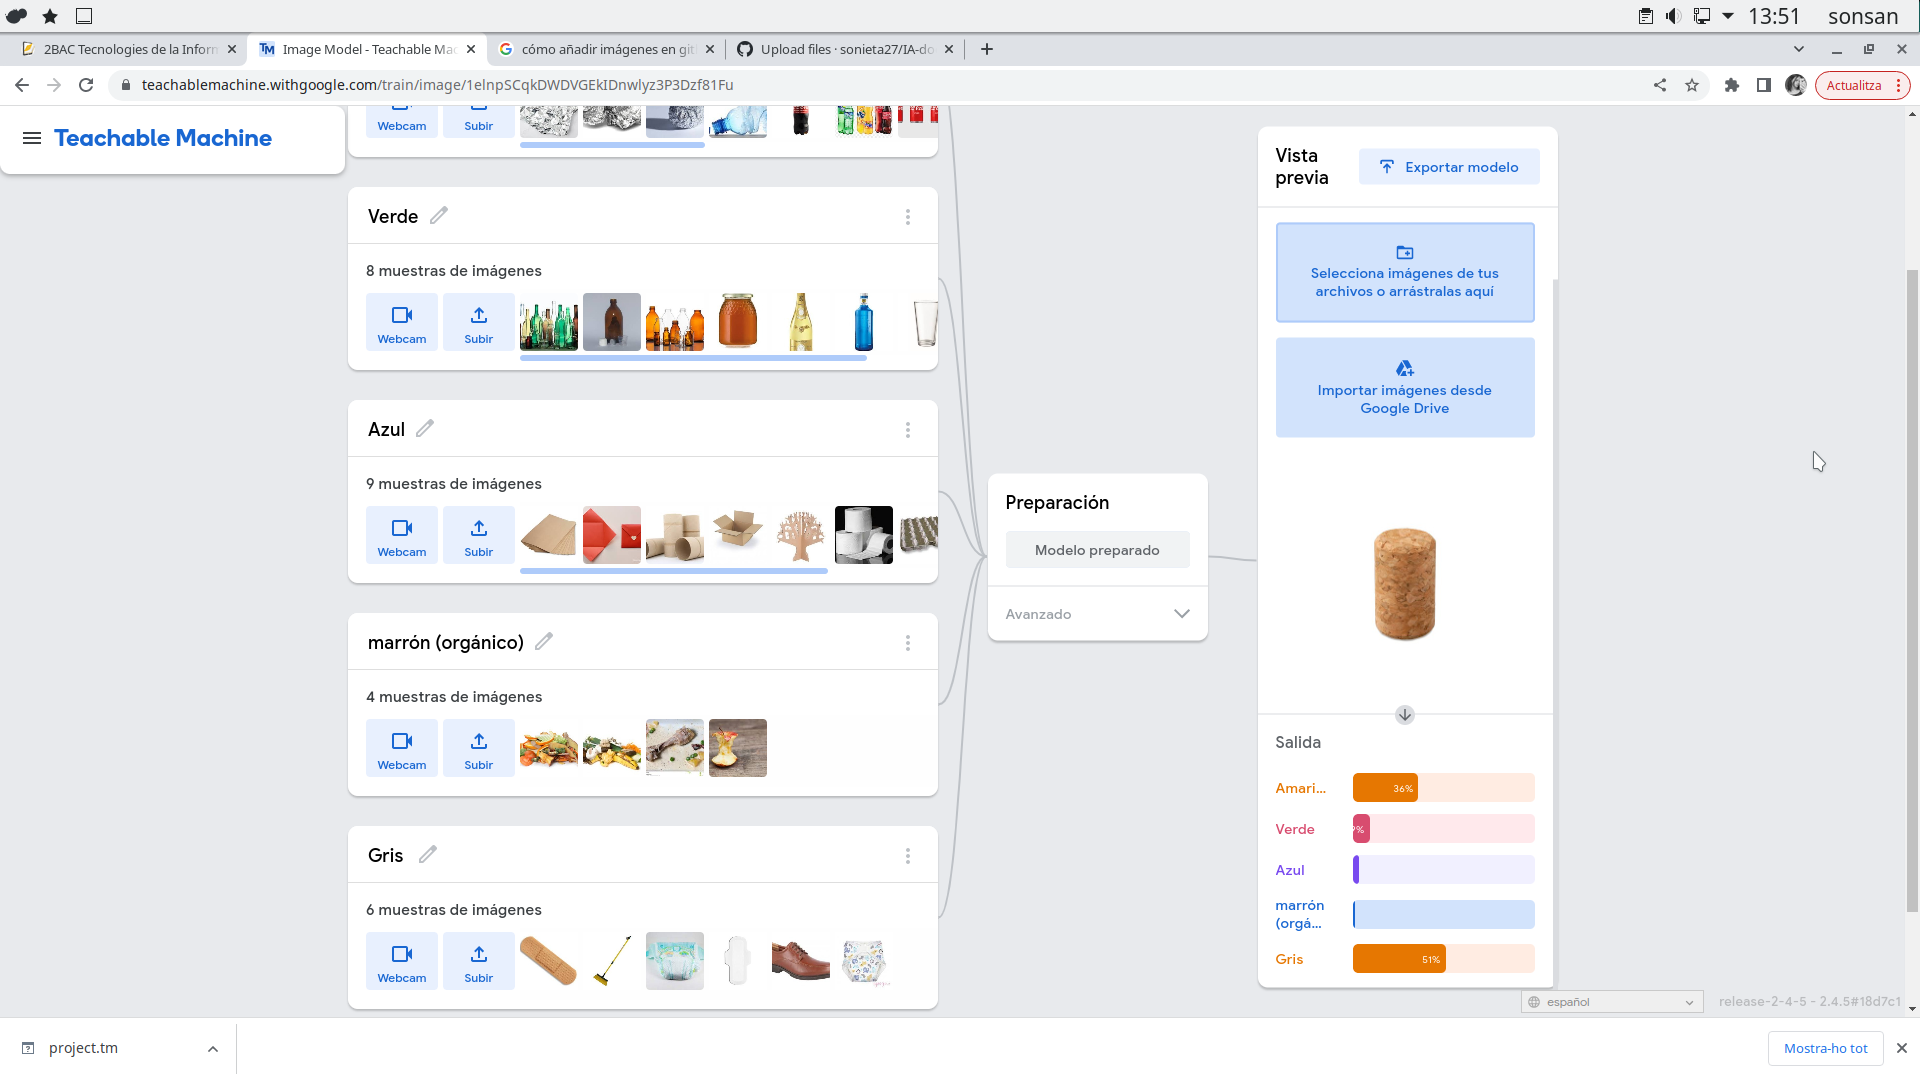 13:51 sonsan
2BAC Tecnologies de la Inform
Image Model - Teachable Mac
cómo añadir imágenes en git
Upload files · sonieta27/IA-do
teachablemachine.withgoogle.com/train/image/1elnpSCqkDWDVGEkIDnwlyz3P3Dzf81Fu
Actualitza
Teachable Machine
Webcam
Subir
Verde
8 muestras de imágenes
Webcam
Subir
Azul
9 muestras de imágenes
Webcam
Subir
marrón (orgánico)
4 muestras de imágenes
Webcam
Subir
Gris
6 muestras de imágenes
Webcam
Subir
Preparación
Modelo preparado
Avanzado
Vista
previa
Exportar modelo
Selecciona imágenes de tus
archivos o arrástralas aquí
Importar imágenes desde
Google Drive
Salida
Amari... 36%
Verde 9%
Azul
marrón
(orgá...
Gris 51%
español
release-2-4-5 - 2.4.5#18d7c1
project.tm
Mostra-ho tot